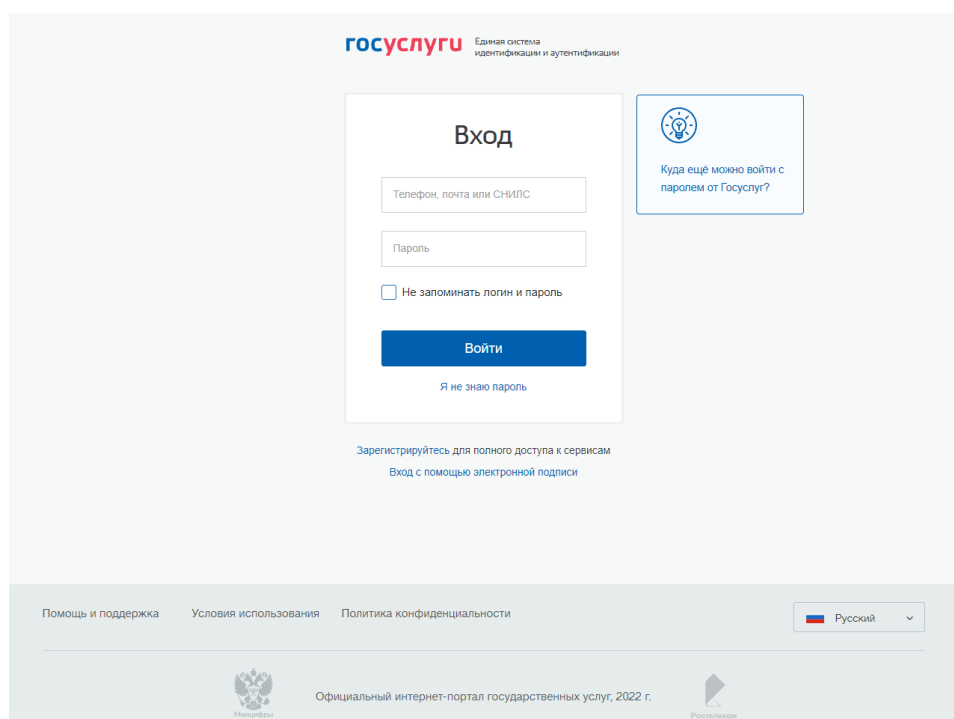 госуслуги
Единая система
идентификации и аутентификации
Вход
Куда ещё можно войти с
паролем от Госуслуг?
Телефон, почта или СНИЛС
Пароль
Не запоминать логин и пароль
Войти
Я не знаю пароль
Зарегистрируйтесь для полного доступа к сервисам
Вход с помощью электронной подписи
Помощь и поддержка
Условия использования
Политика конфиденциальности
Русский
Официальный интернет-портал государственных услуг, 2022 г.
Минцифры
Ростелеком